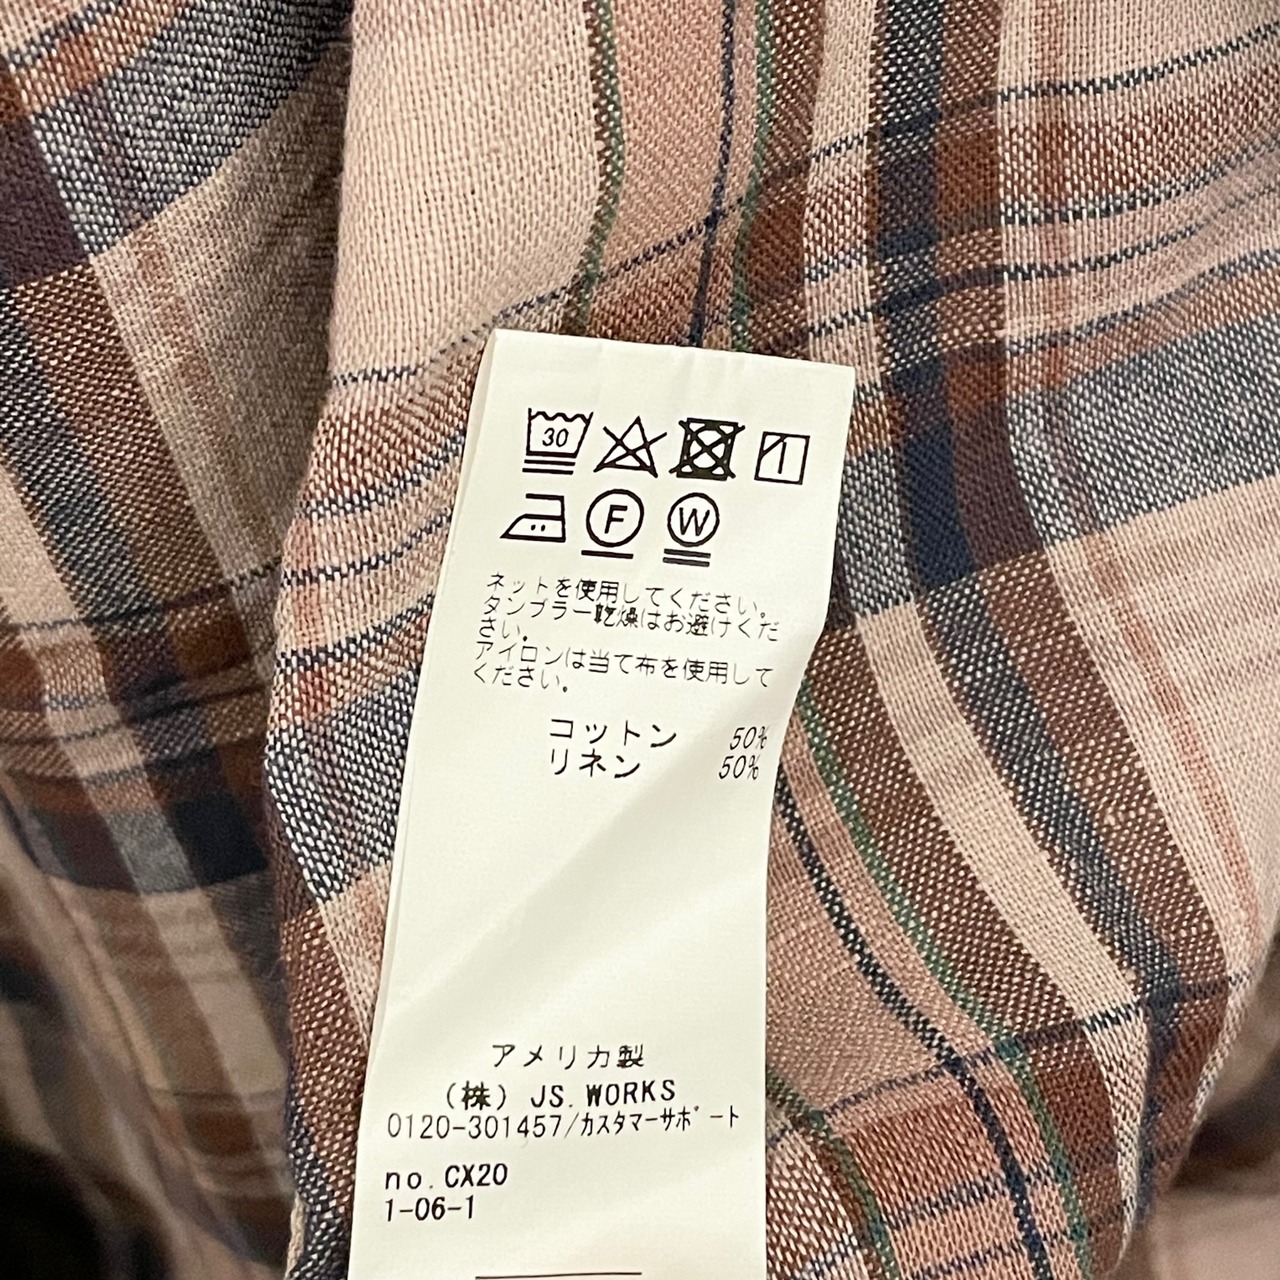 30
F W
ネットを使用してください。
タンブラー乾燥はお避けくだ
さい。
アイロンは当て布を使用して
ください。
コットン 50%
リネン 50%
アメリカ製
(株) JS.WORKS
0120-301457/カスタマーサポート
no.CX20
1-06-1